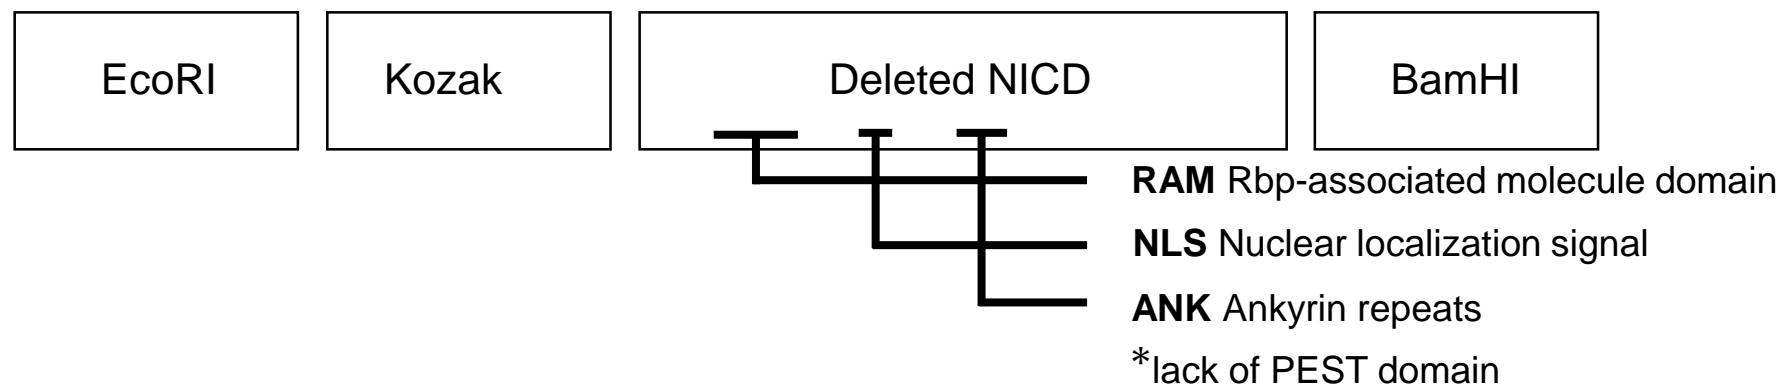 EcoRI Kozak Deleted NICD BamHI
RAM Rbp-associated molecule domain
NLS Nuclear localization signal
ANK Ankyrin repeats
*lack of PEST domain